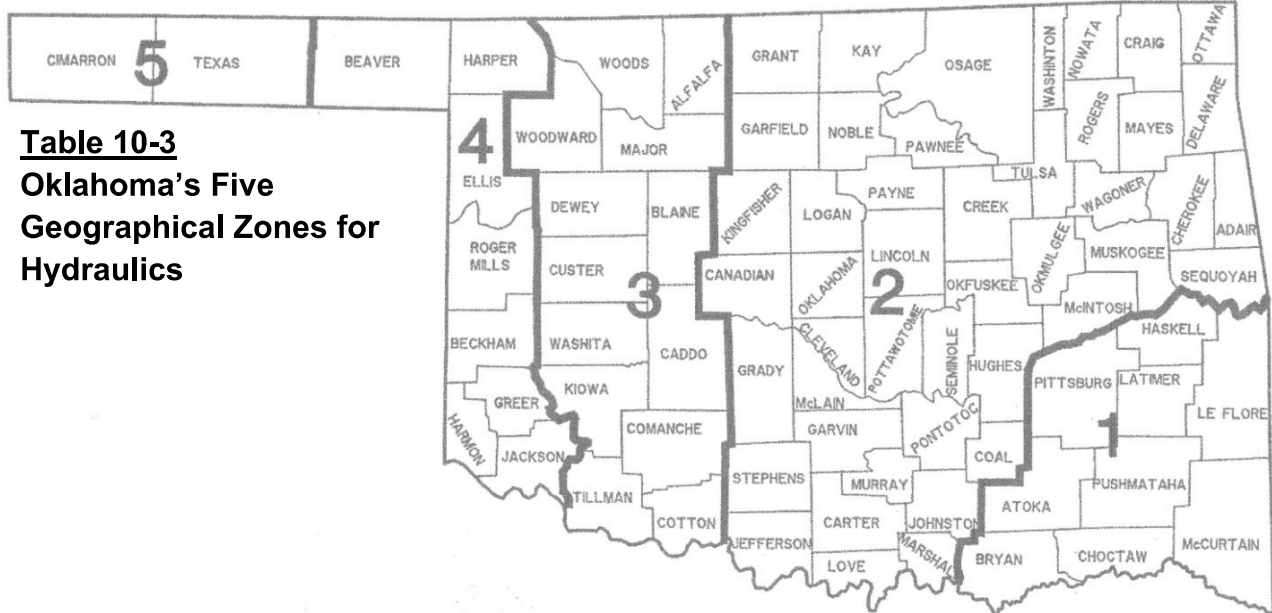 CIMARRON
5
TEXAS
BEAVER
HARPER
WOODS
ALFALFA
GRANT
KAY
OSAGE
WASHINTON
NOWATA
CRAIG
OTTAWA
Table 10-3
Oklahoma's Five
Geographical Zones for
Hydraulics
4
ELLIS
WOODWARD
MAJOR
GARFIELD
NOBLE
PAWNEE
ROGERS
MAYES
DELAWARE
TULSA
DEWEY
BLAINE
KINGFISHER
LOGAN
PAYNE
CREEK
WAGONER
CHEROKEE
ADAIR
ROGER
MILLS
CUSTER
3
CANADIAN
OKLAHOMA
LINCOLN
2
OKFUSKEE
OKMULGEE
MUSKOGEE
SEQUOYAH
McINTOSH
HASKELL
BECKHAM
WASHITA
CADDO
GRADY
CLEVELAND
POTTAWOTOME
SEMINOLE
HUGHES
PITTSBURG
LATIMER
LE FLORE
GREER
KIOWA
HARMON
JACKSON
COMANCHE
McLAIN
GARVIN
PONTOTOC
COAL
1
TILLMAN
COTTON
STEPHENS
MURRAY
ATOKA
PUSHMATAHA
JEFFERSON
CARTER
JOHNSTON
LOVE
MARSHAL
BRYAN
CHOCTAW
McCURTAIN